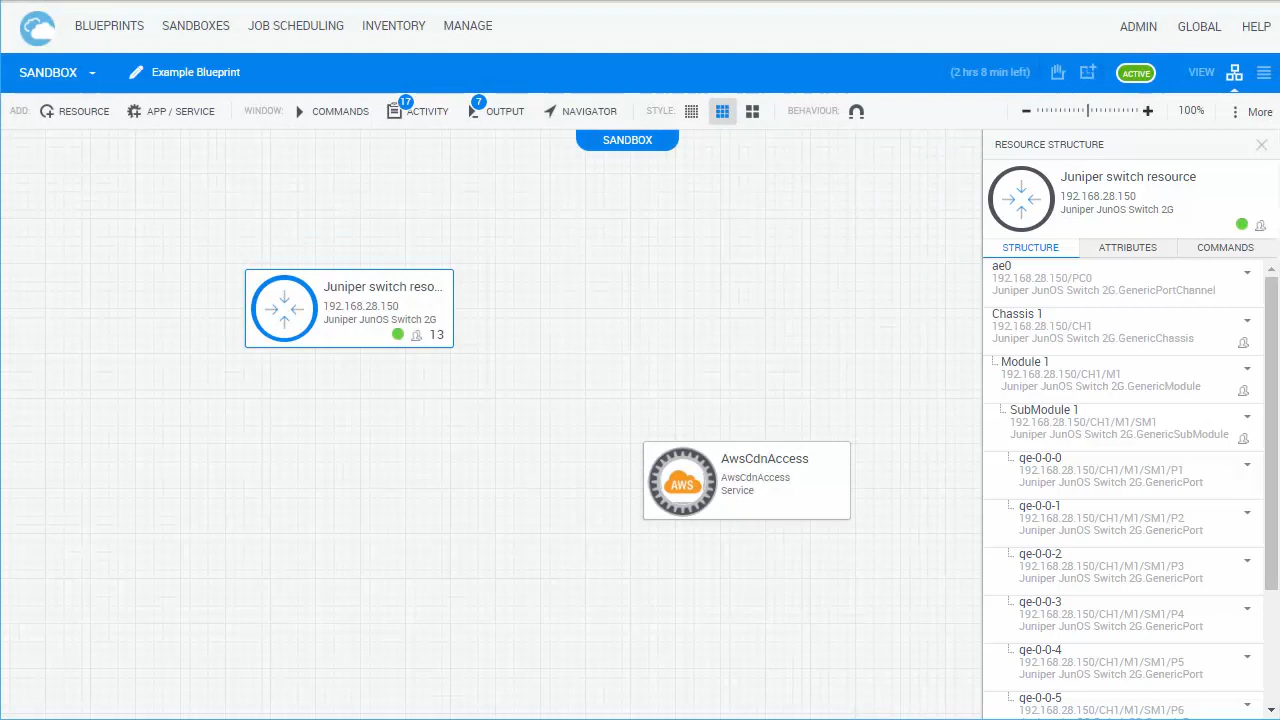 BLUEPRINTS SANDBOXES JOB SCHEDULING INVENTORY MANAGE ADMIN GLOBAL HELP
SANDBOX Example Blueprint (2 hrs 8 min left) ACTIVE VIEW
ADD: RESOURCE APP / SERVICE WINDOW: COMMANDS 17 ACTIVITY 7 OUTPUT NAVIGATOR STYLE: BEHAVIOUR: 100% More
SANDBOX
Juniper switch reso...
192.168.28.150
Juniper JunOS Switch 2G
13
AWS
AwsCdnAccess
AwsCdnAccess
Service
RESOURCE STRUCTURE
Juniper switch resource
192.168.28.150
Juniper JunOS Switch 2G
STRUCTURE ATTRIBUTES COMMANDS
ae0
192.168.28.150/PC0
Juniper JunOS Switch 2G.GenericPortChannel
Chassis 1
192.168.28.150/CH1
Juniper JunOS Switch 2G.GenericChassis
Module 1
192.168.28.150/CH1/M1
Juniper JunOS Switch 2G.GenericModule
SubModule 1
192.168.28.150/CH1/M1/SM1
Juniper JunOS Switch 2G.GenericSubModule
qe-0-0-0
192.168.28.150/CH1/M1/SM1/P1
Juniper JunOS Switch 2G.GenericPort
qe-0-0-1
192.168.28.150/CH1/M1/SM1/P2
Juniper JunOS Switch 2G.GenericPort
qe-0-0-2
192.168.28.150/CH1/M1/SM1/P3
Juniper JunOS Switch 2G.GenericPort
qe-0-0-3
192.168.28.150/CH1/M1/SM1/P4
Juniper JunOS Switch 2G.GenericPort
qe-0-0-4
192.168.28.150/CH1/M1/SM1/P5
Juniper JunOS Switch 2G.GenericPort
qe-0-0-5
192.168.28.150/CH1/M1/SM1/P6